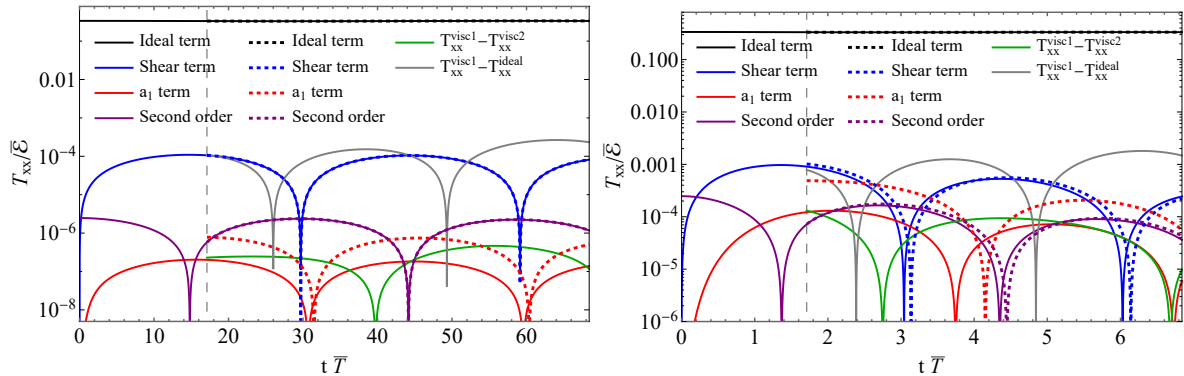 Ideal term Ideal term T_xx^visc1−T_xx^visc2
Shear term Shear term T_xx^visc1−T_xx^ideal
a₁ term a₁ term
Second order Second order
T_xx/ℰ̅
0.01
10⁻⁴
10⁻⁶
10⁻⁸
0 10 20 30 40 50 60
t T̅
Ideal term Ideal term T_xx^visc1−T_xx^visc2
Shear term Shear term T_xx^visc1−T_xx^ideal
a₁ term a₁ term
Second order Second order
T_xx/ℰ̅
0.100
0.010
0.001
10⁻⁴
10⁻⁵
10⁻⁶
0 1 2 3 4 5 6
t T̅